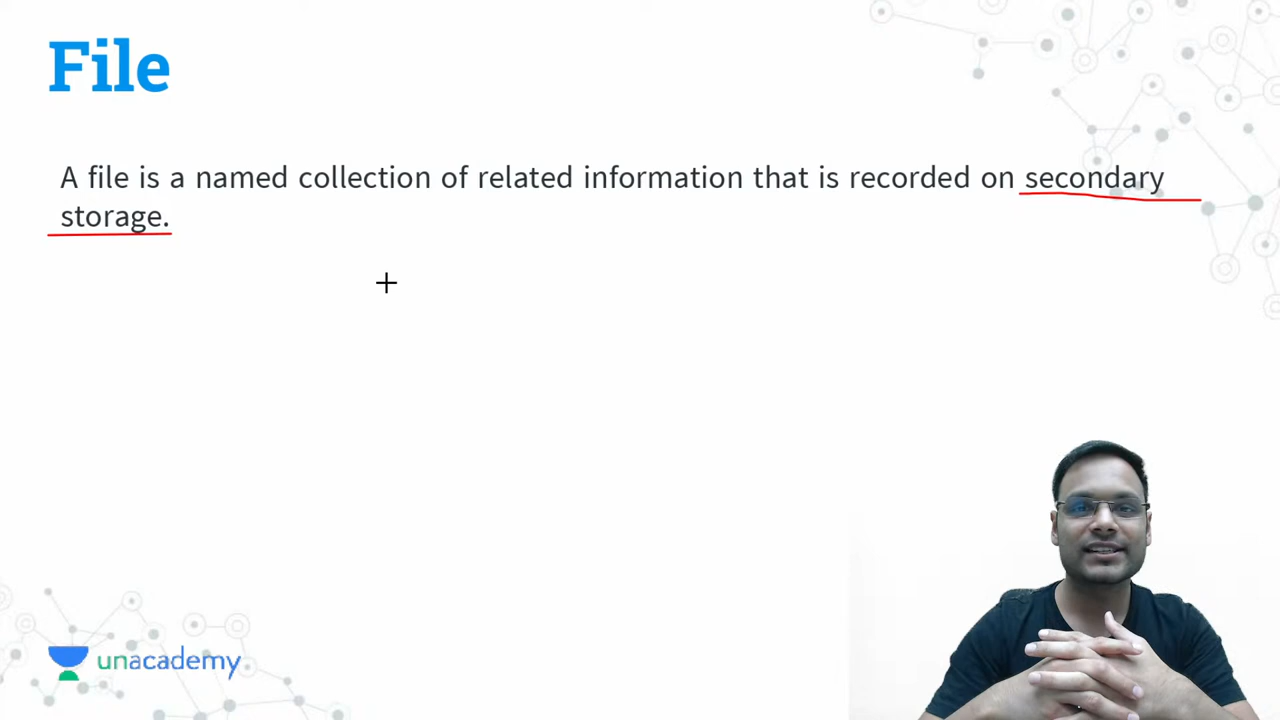 File
A file is a named collection of related information that is recorded on secondary
storage.
unacademy